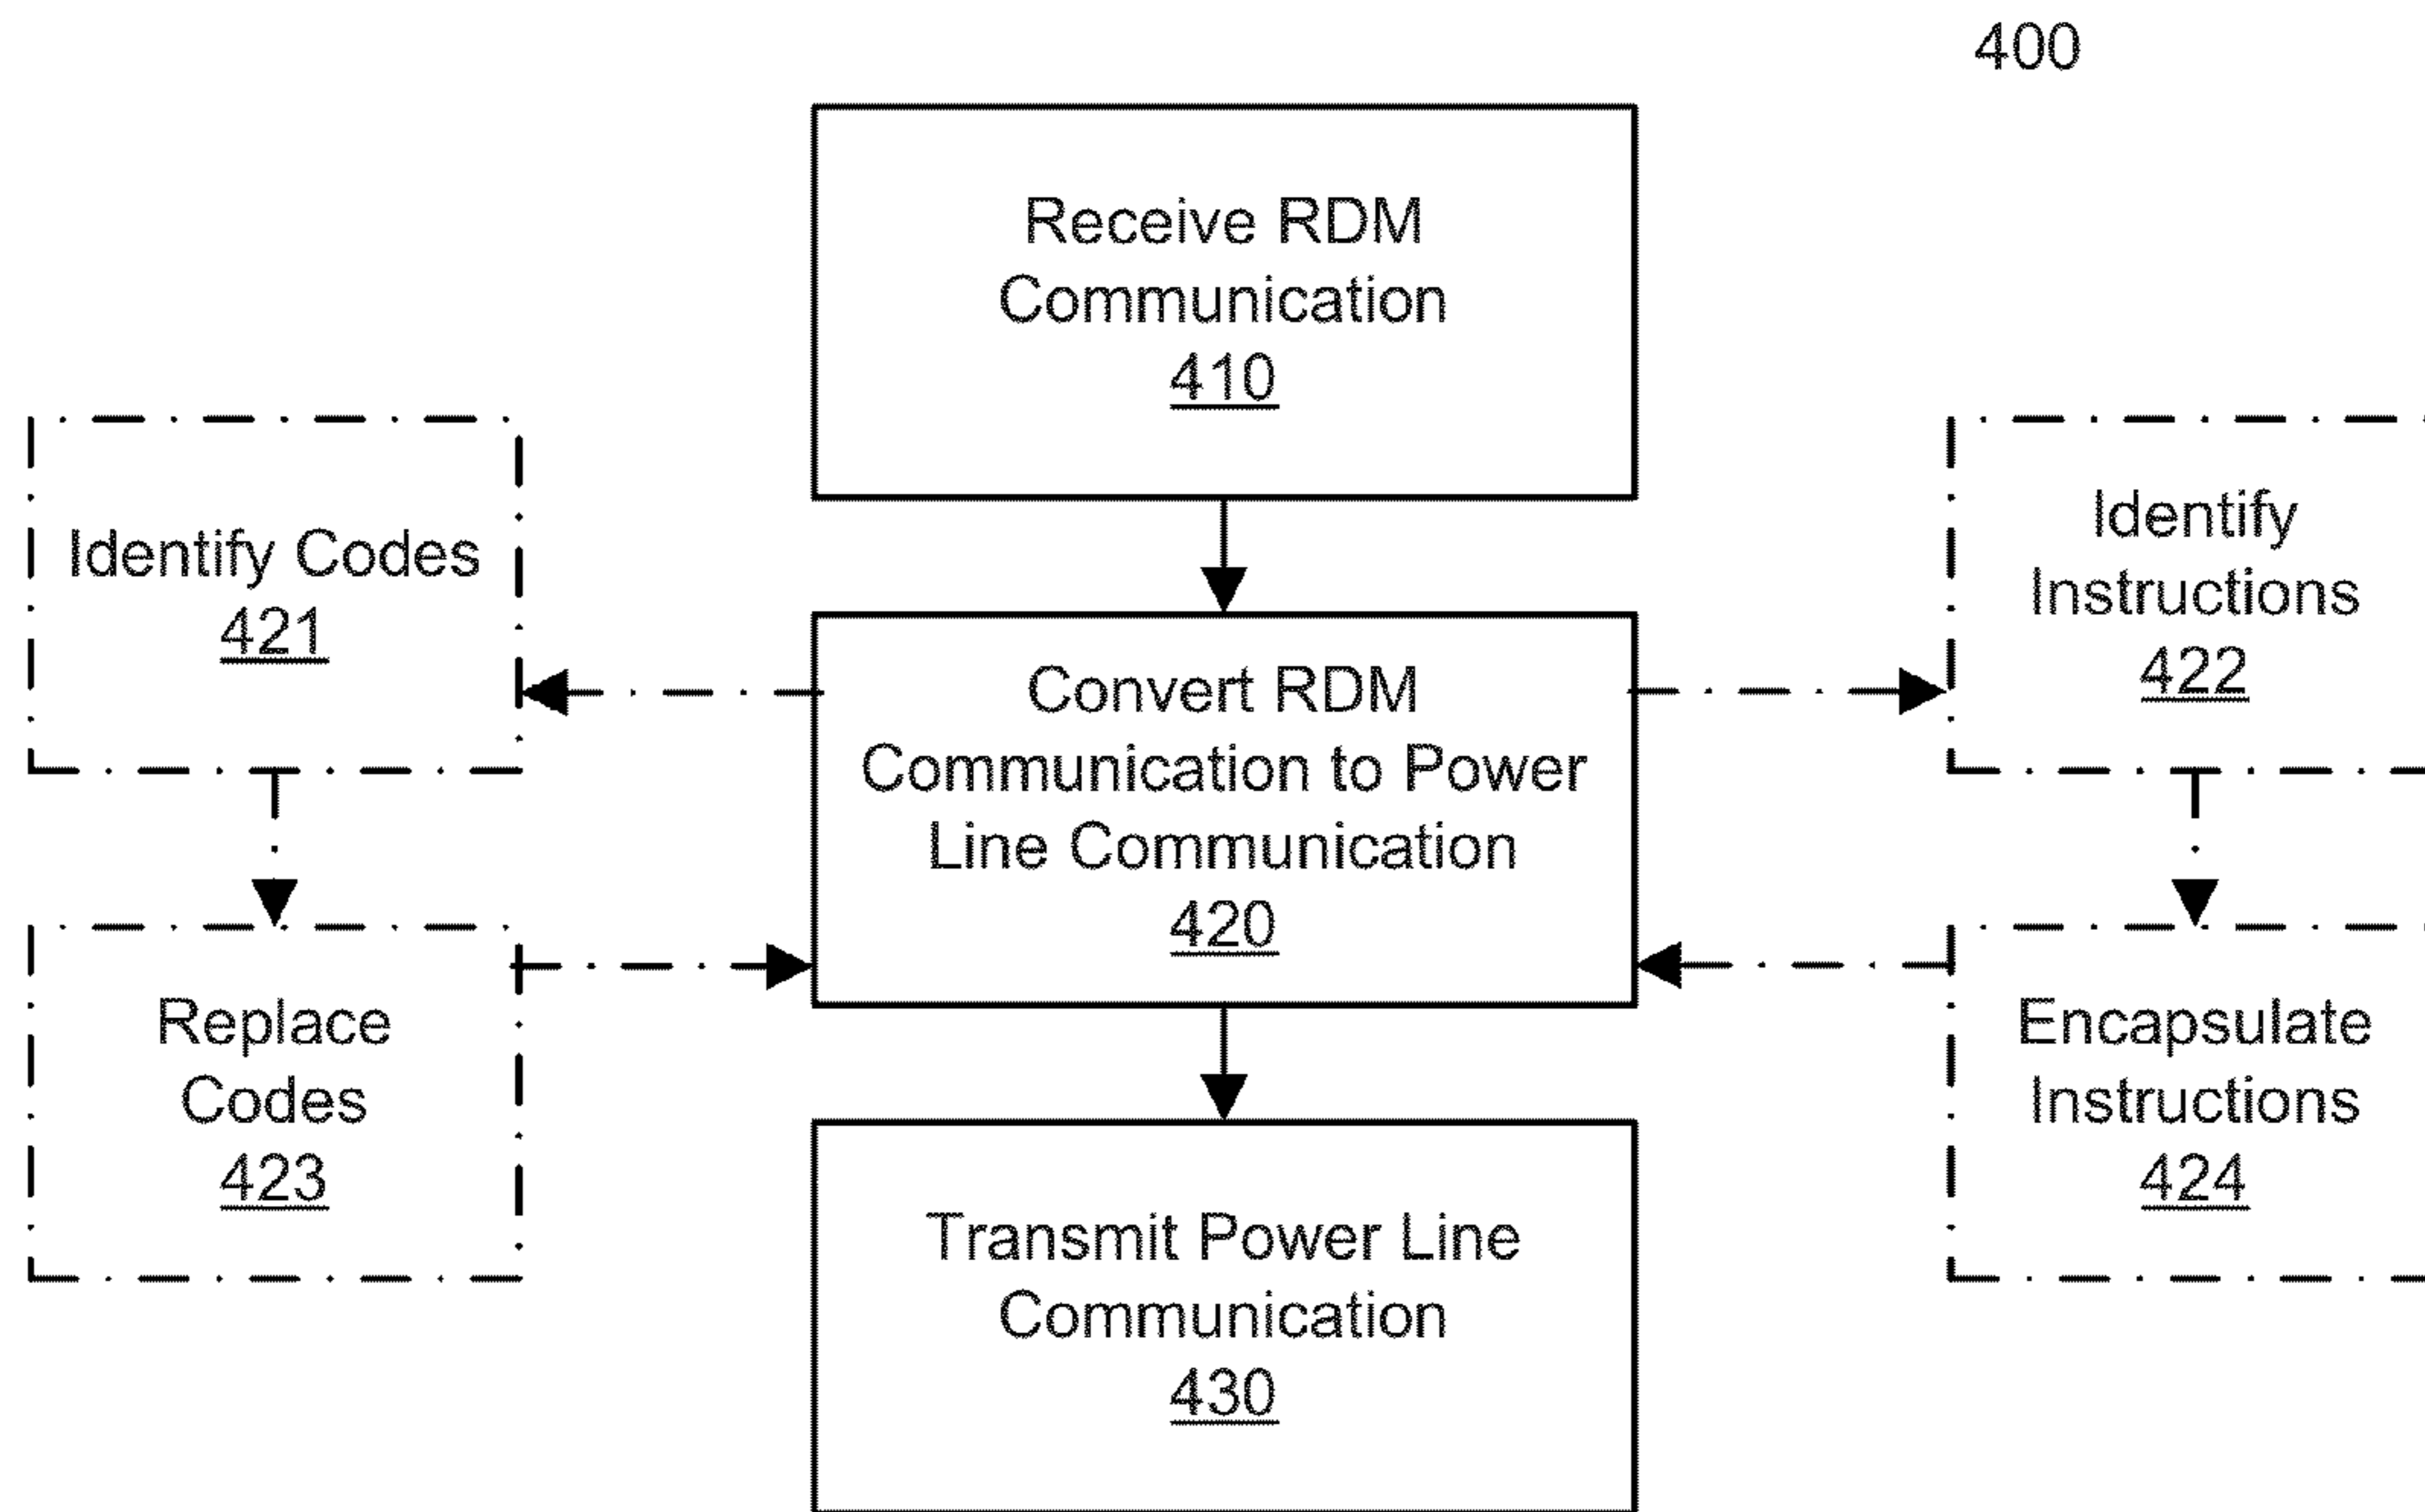 400
Receive RDM
Communication
410
Identify Codes
421
Identify
Instructions
422
Convert RDM
Communication to Power
Line Communication
420
Replace
Codes
423
Encapsulate
Instructions
424
Transmit Power Line
Communication
430